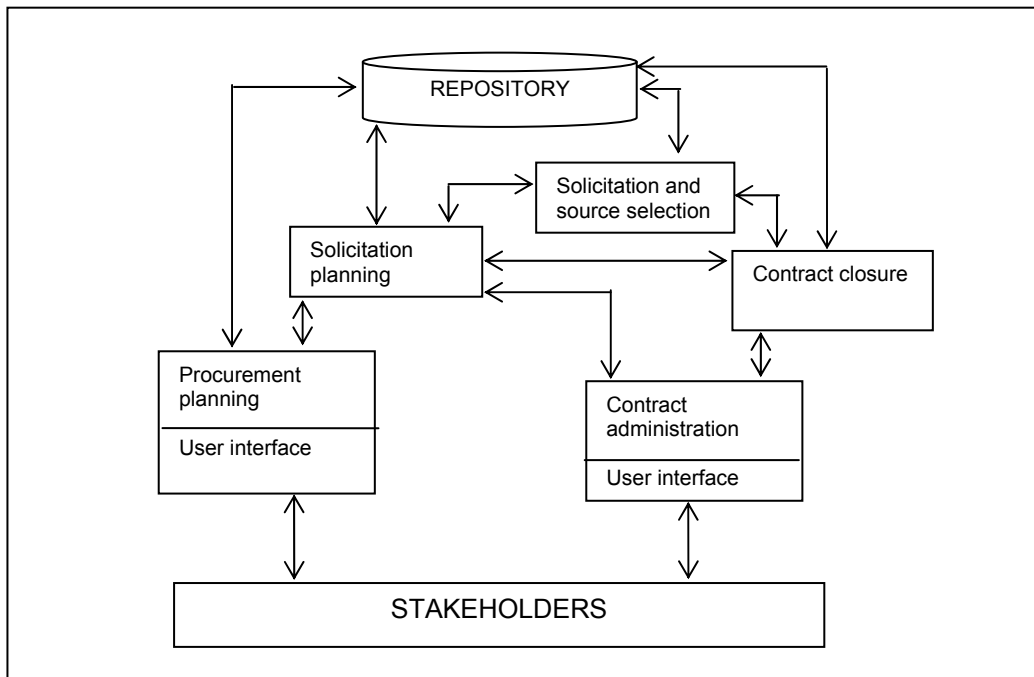 REPOSITORY
Solicitation and
source selection
Solicitation
planning
Contract closure
Procurement
planning
User interface
Contract
administration
User interface
STAKEHOLDERS